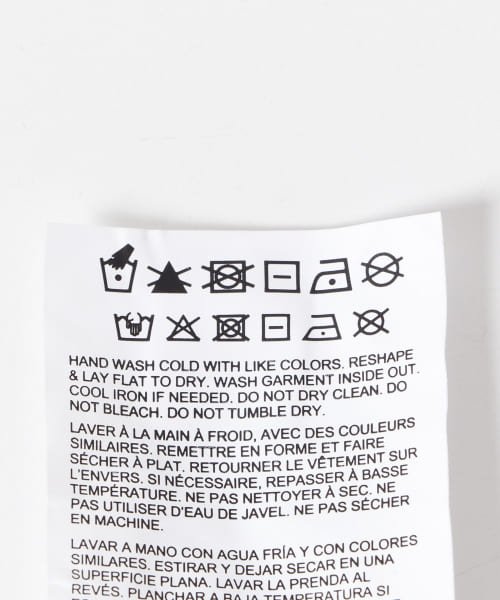 HAND WASH COLD WITH LIKE COLORS. RESHAPE
& LAY FLAT TO DRY. WASH GARMENT INSIDE OUT.
COOL IRON IF NEEDED. DO NOT DRY CLEAN. DO
NOT BLEACH. DO NOT TUMBLE DRY.
LAVER À LA MAIN À FROID, AVEC DES COULEURS
SIMILAIRES. REMETTRE EN FORME ET FAIRE
SÉCHER À PLAT. RETOURNER LE VÊTEMENT SUR
L'ENVERS. SI NÉCESSAIRE, REPASSER À BASSE
TEMPÉRATURE. NE PAS NETTOYER À SEC. NE
PAS UTILISER D'EAU DE JAVEL. NE PAS SÉCHER
EN MACHINE.
LAVAR A MANO CON AGUA FRÍA Y CON COLORES
SIMILARES. ESTIRAR Y DEJAR SECAR EN UNA
SUPERFICIE PLANA. LAVAR LA PRENDA AL
REVÉS. PLANCHAR A BAJA TEMPERATURA SI